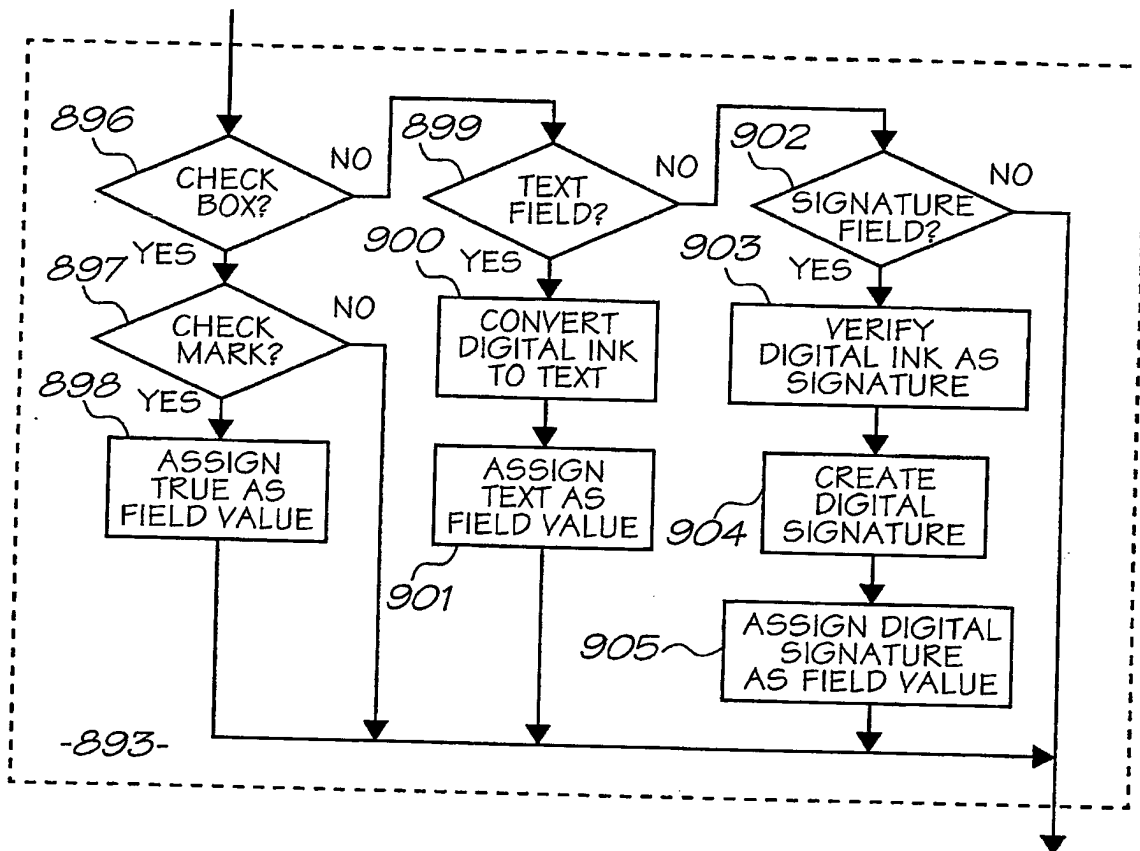 896
CHECK
BOX?
NO
YES
897
CHECK
MARK?
NO
YES
898
ASSIGN
TRUE AS
FIELD VALUE
899
TEXT
FIELD?
NO
YES
900
CONVERT
DIGITAL INK
TO TEXT
ASSIGN
TEXT AS
FIELD VALUE
901
902
SIGNATURE
FIELD?
NO
YES
903
VERIFY
DIGITAL INK AS
SIGNATURE
CREATE
DIGITAL
SIGNATURE
904
ASSIGN DIGITAL
SIGNATURE
AS FIELD VALUE
905
-893-